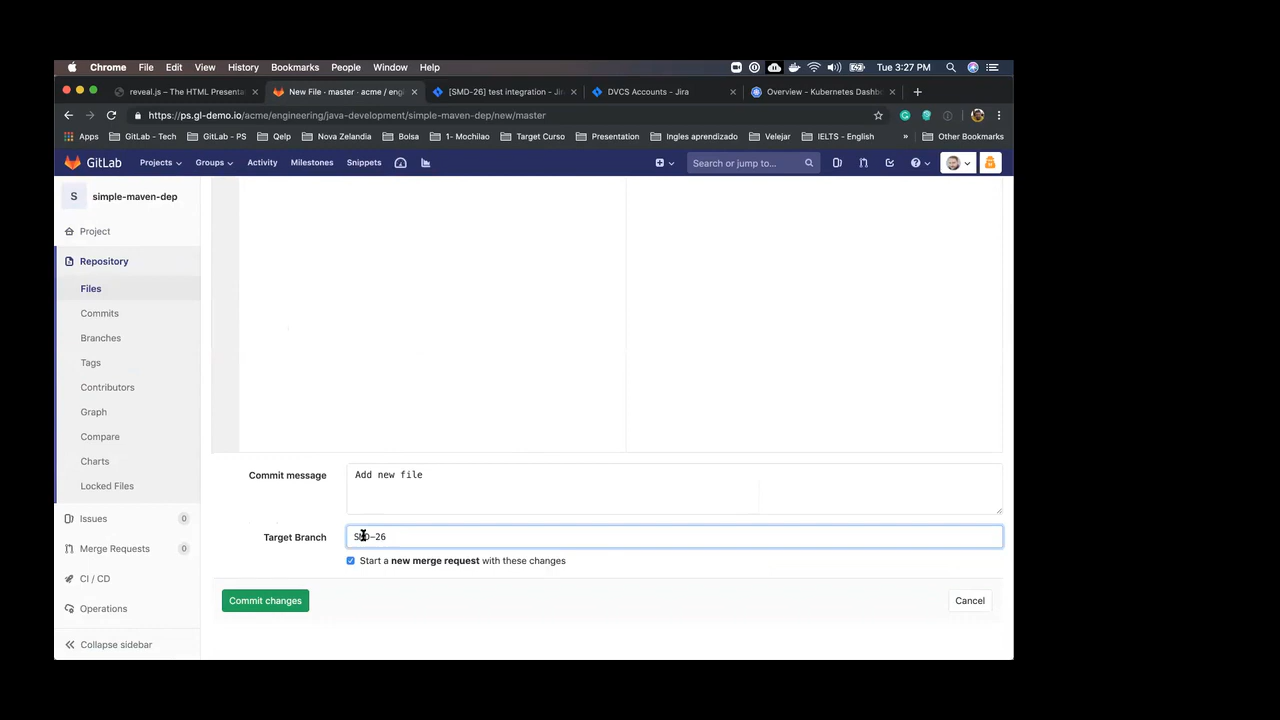 Chrome File Edit View History Bookmarks People Window Help Tue 3:27 PM
reveal.js – The HTML Presenta
New File · master · acme / eng
[SMD-26] test integration - Jir
DVCS Accounts - Jira
Overview - Kubernetes Dashb
https://ps.gl-demo.io/acme/engineering/java-development/simple-maven-dep/new/master
Apps GitLab - Tech GitLab - PS Qelp Nova Zelandia Bolsa 1- Mochilao Target Curso Presentation Ingles aprendizado Velejar IELTS - English » Other Bookmarks
GitLab Projects Groups Activity Milestones Snippets Search or jump to...
S simple-maven-dep
Project
Repository
Files
Commits
Branches
Tags
Contributors
Graph
Compare
Charts
Locked Files
Issues 0
Merge Requests 0
CI / CD
Operations
Collapse sidebar
Commit message Add new file
Target Branch SMD-26
Start a new merge request with these changes
Commit changes Cancel